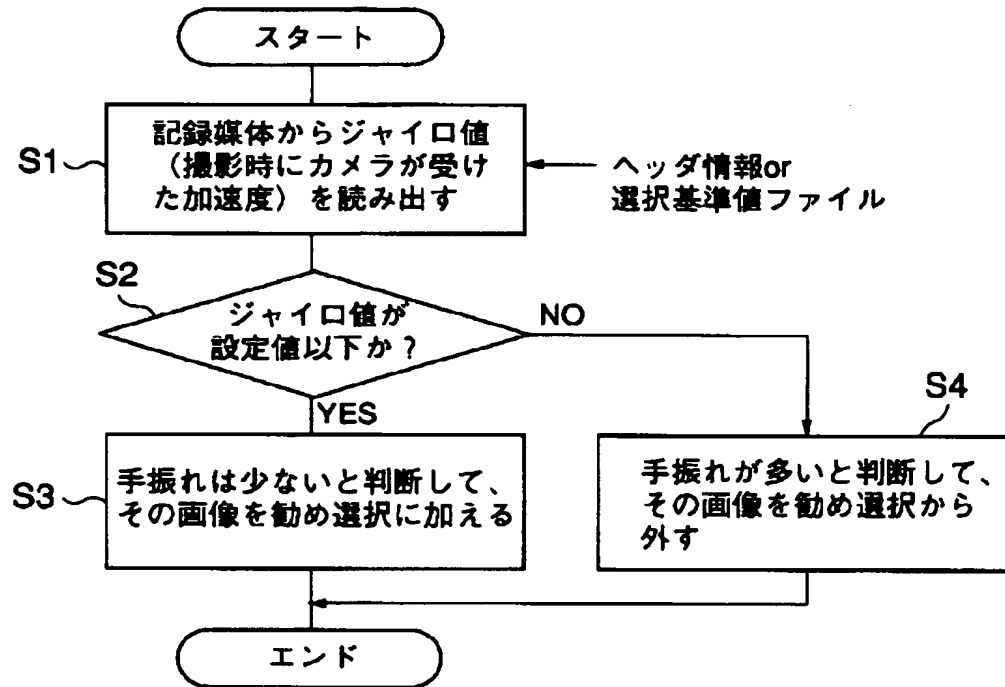 スタート
S1
記録媒体からジャイロ値
（撮影時にカメラが受け
た加速度）を読み出す
ヘッダ情報or
選択基準値ファイル
S2
ジャイロ値が
設定値以下か？
NO
YES
S3
手振れは少ないと判断して、
その画像を勧め選択に加える
S4
手振れが多いと判断して、
その画像を勧め選択から
外す
エンド